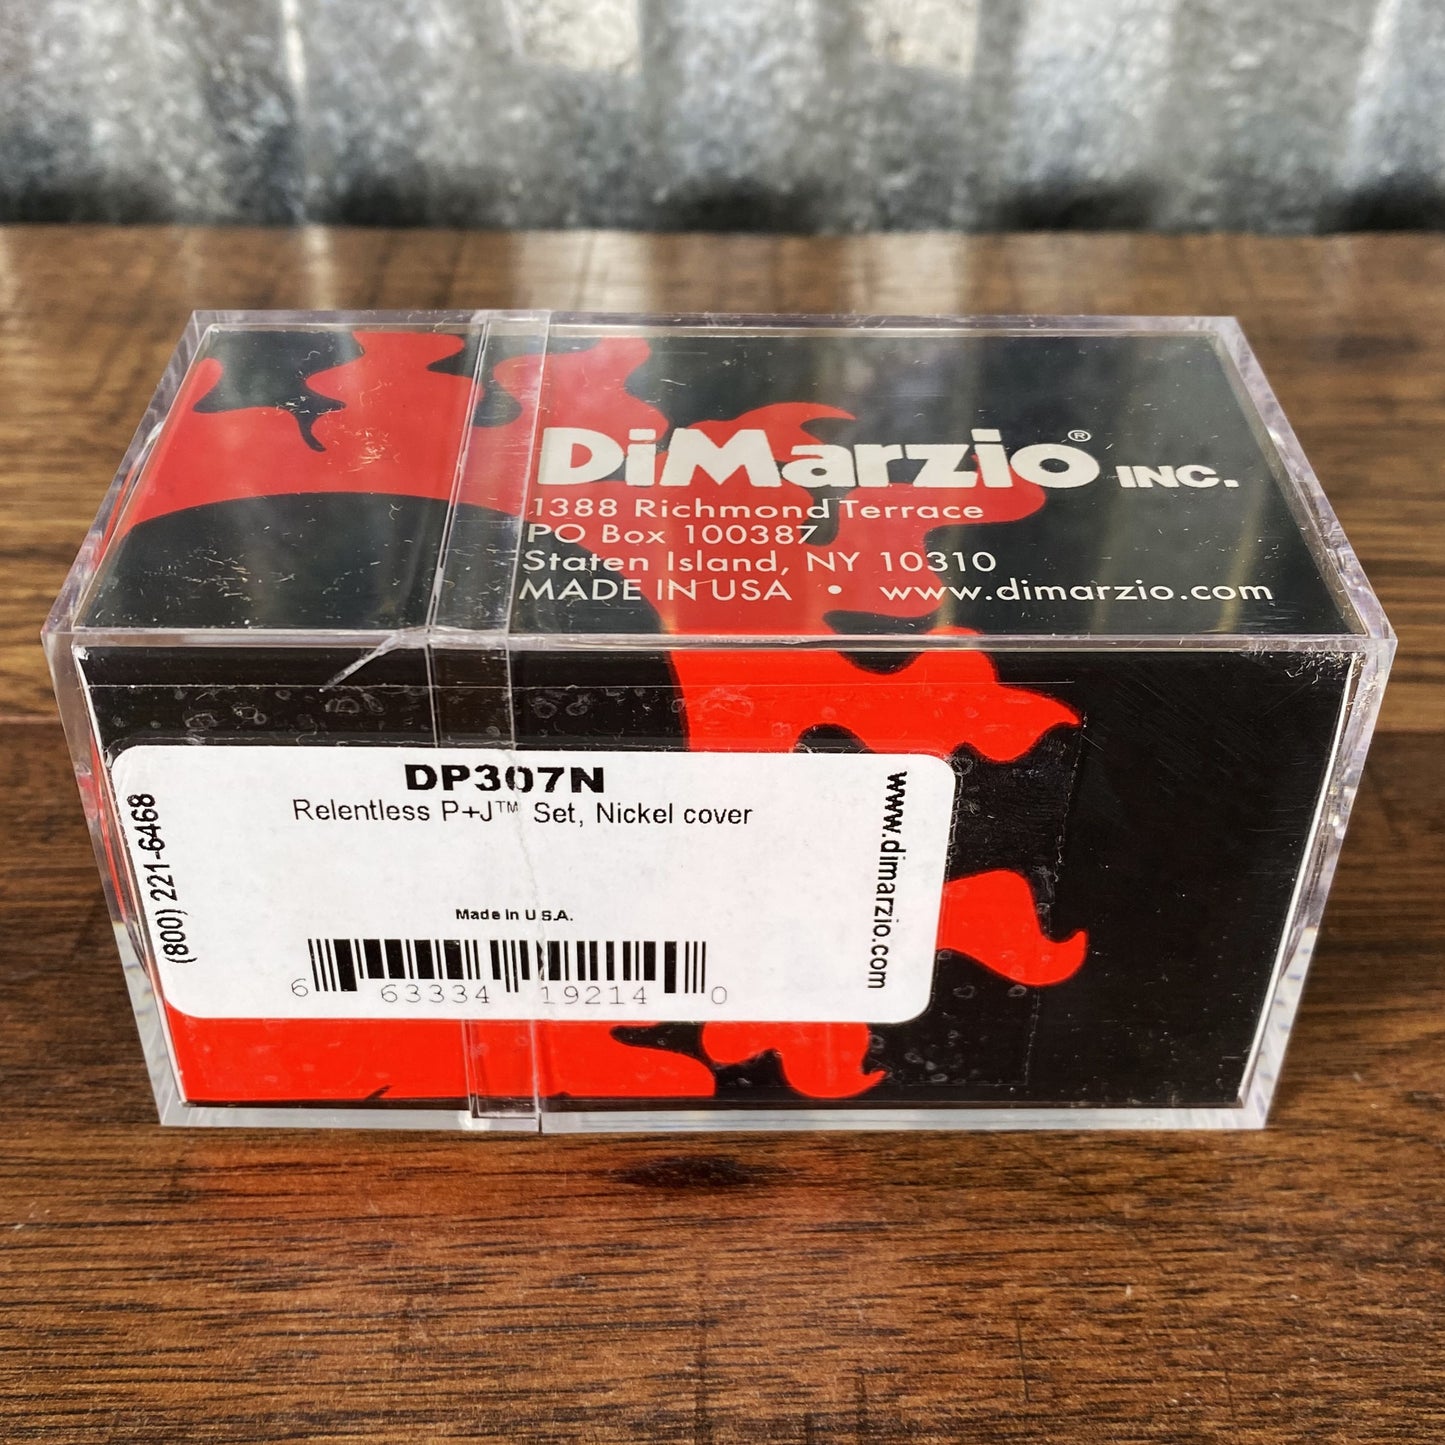 DiMarzio® INC.
1388 Richmond Terrace
PO Box 100387
Staten Island, NY 10310
MADE IN USA • www.dimarzio.com
DP307N
Relentless P+J™ Set, Nickel cover
(800) 221-6468
www.dimarzio.com
Made in U.S.A.
6 63334 19214 0